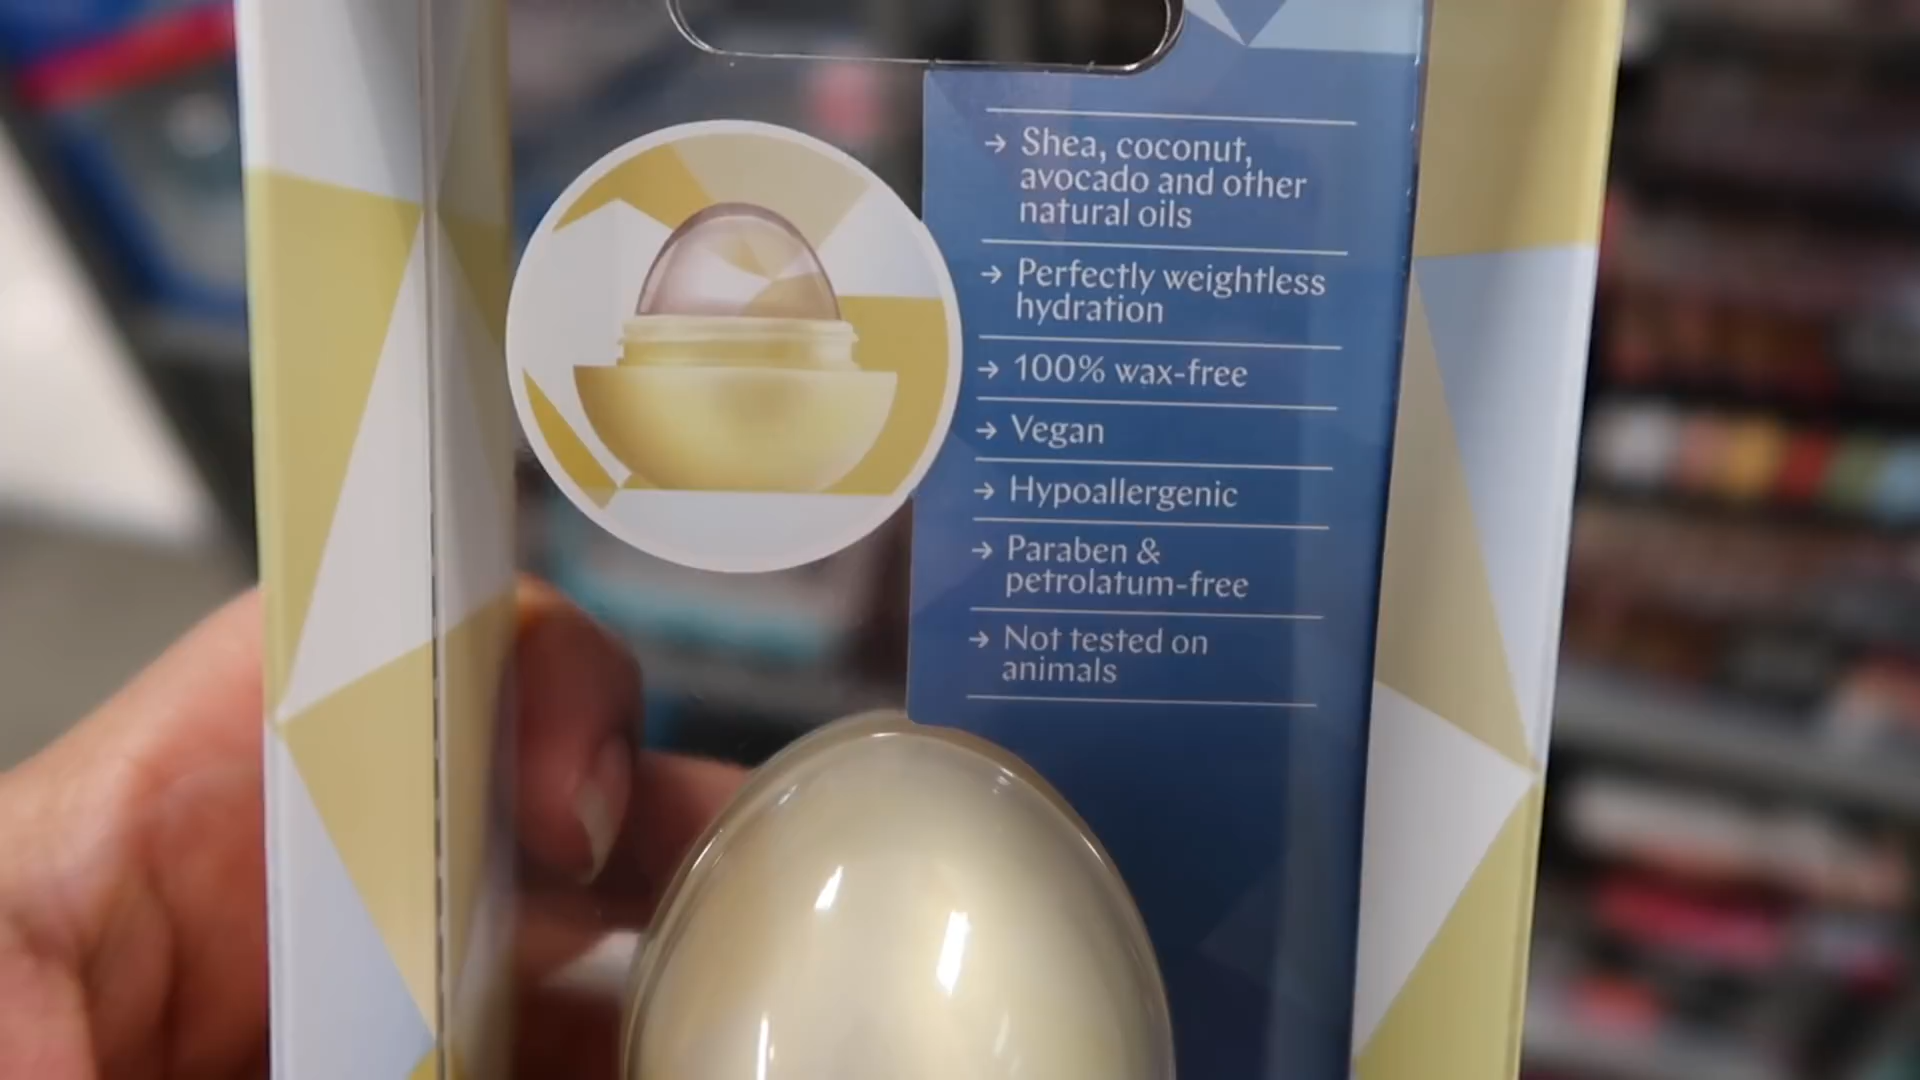 → Shea, coconut,
avocado and other
natural oils
→ Perfectly weightless
hydration
→ 100% wax-free
→ Vegan
→ Hypoallergenic
→ Paraben &
petrolatum-free
→ Not tested on
animals